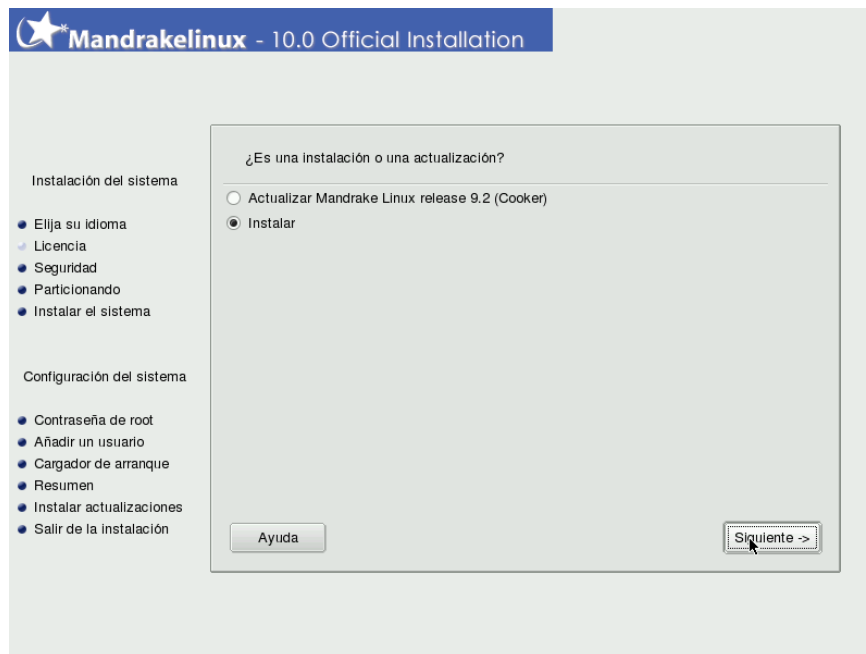 Mandrakelinux - 10.0 Official Installation
¿Es una instalación o una actualización?
Instalación del sistema
Actualizar Mandrake Linux release 9.2 (Cooker)
Instalar
Elija su idioma
Licencia
Seguridad
Particionando
Instalar el sistema
Configuración del sistema
Contraseña de root
Añadir un usuario
Cargador de arranque
Resumen
Instalar actualizaciones
Salir de la instalación
Ayuda
Siguiente ->